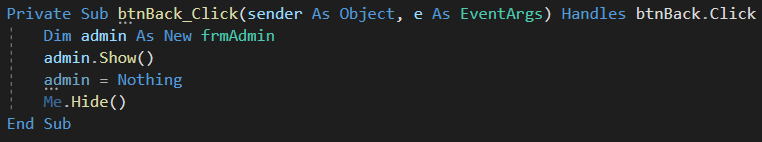 Private Sub btnBack_Click(sender As Object, e As EventArgs) Handles btnBack.Click
Dim admin As New frmAdmin
admin.Show()
admin = Nothing
Me.Hide()
End Sub